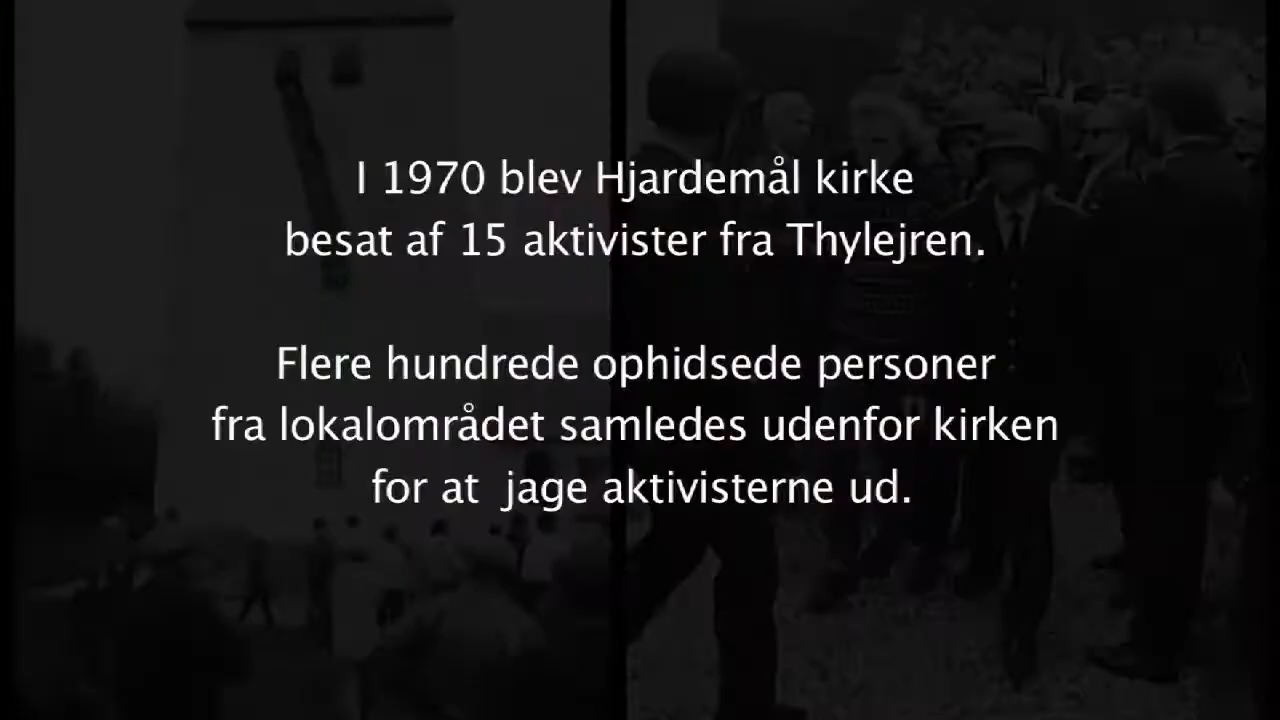 I 1970 blev Hjardemål kirke
besat af 15 aktivister fra Thylejren.
Flere hundrede ophidsede personer
fra lokalområdet samledes udenfor kirken
for at  jage aktivisterne ud.